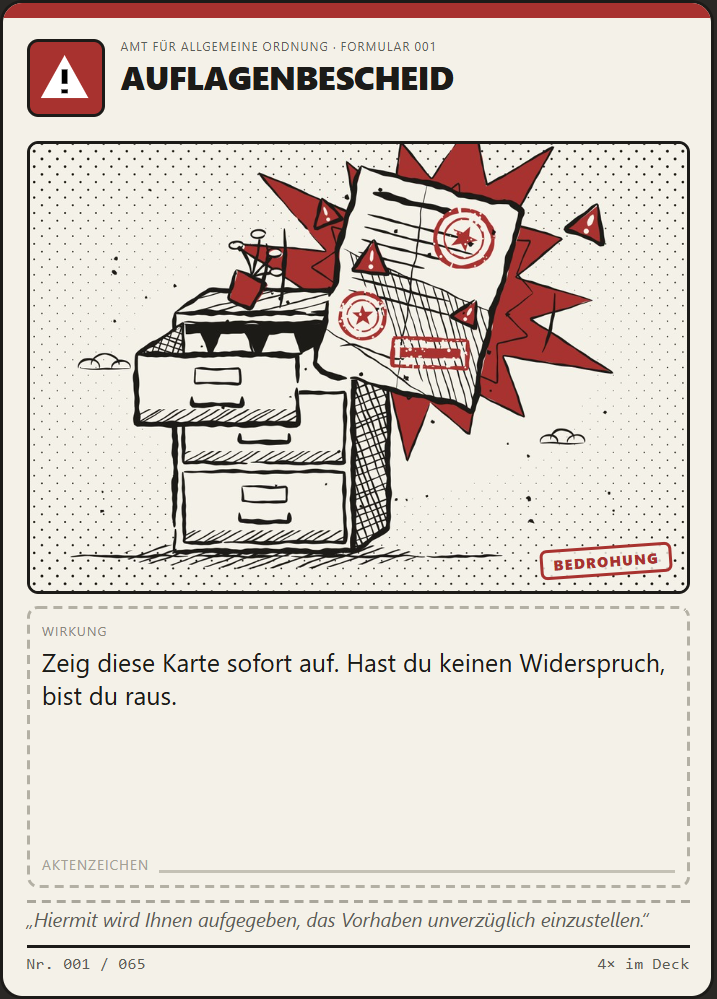 AMT FÜR ALLGEMEINE ORDNUNG · FORMULAR 001
AUFLAGENBESCHEID
BEDROHUNG
WIRKUNG
Zeig diese Karte sofort auf. Hast du keinen Widerspruch,
bist du raus.
AKTENZEICHEN
„Hiermit wird Ihnen aufgegeben, das Vorhaben unverzüglich einzustellen.“
Nr. 001 / 065
4× im Deck